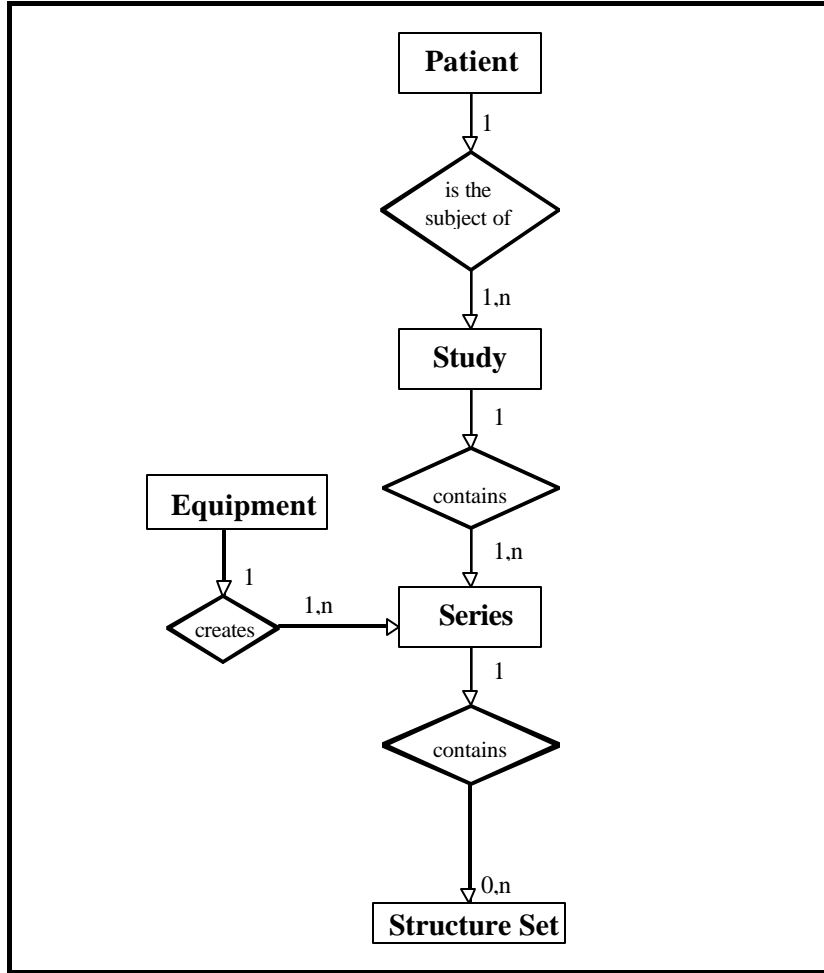 Patient
1
is the
subject of
1,n
Study
1
contains
Equipment
1,n
1
1,n
Series
creates
1
contains
0,n
Structure Set